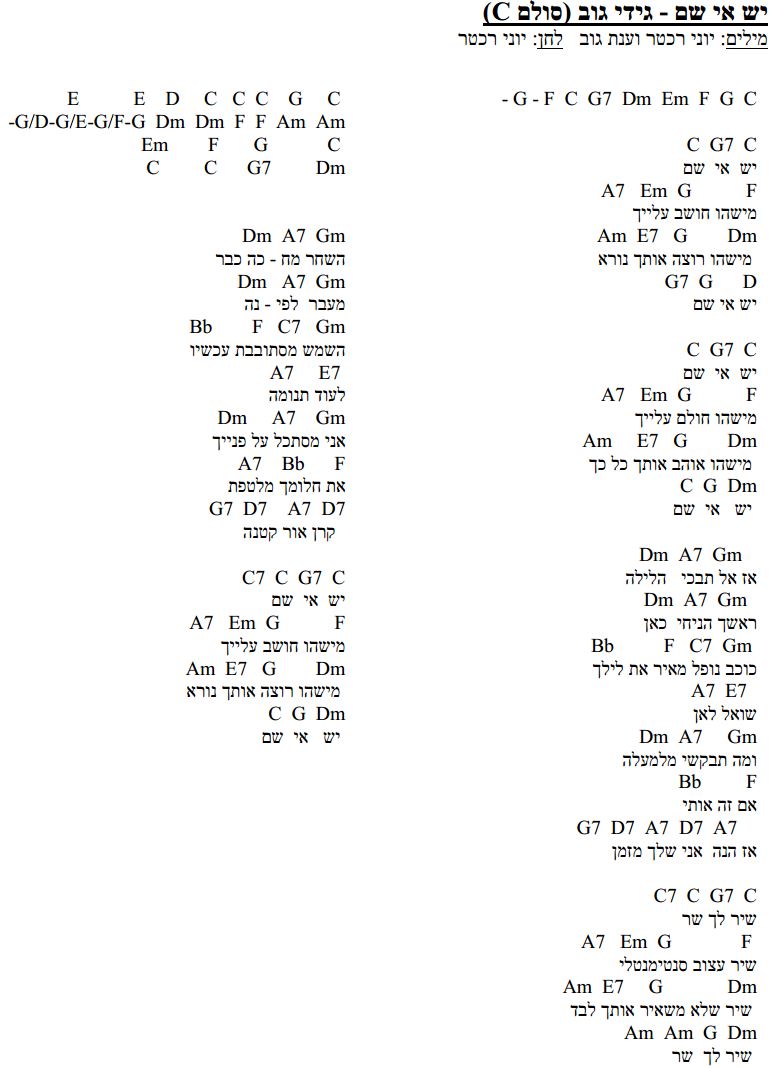 יש אי שם - גידי גוב (סולם C)
מילים: יוני רכטר וענת גוב   לחן: יוני רכטר
- G - F  C  G7  Dm  Em  F  G  C
C  G7  C
יש  אי  שם
A7  Em  G  F
מישהו חושב עלייך
Am  E7  G  Dm
מישהו רוצה אותך נורא
G7  G  D
יש אי שם
C  G7  C
יש  אי  שם
A7  Em  G  F
מישהו חולם עלייך
Am  E7  G  Dm
מישהו אוהב אותך כל כך
C  G  Dm
יש  אי  שם
Dm  A7  Gm
אז אל תבכי  הלילה
Dm  A7  Gm
ראשך הניחי  כאן
Bb  F  C7  Gm
כוכב נופל מאיר את לילך
A7  E7
שואל לאן
Dm  A7  Gm
ומה תבקשי מלמעלה
Bb  F
אם זה אותי
G7  D7  A7  D7  A7
אז הנה  אני שלך מזמן
C7  C  G7  C
שיר לך שר
A7  Em  G  F
שיר עצוב סנטימנטלי
Am  E7  G  Dm
שיר שלא משאיר אותך לבד
Am  Am  G  Dm
שיר  לך  שר
E  E  D  C  C  C  G  C
-G/D-G/E-G/F-G  Dm  Dm  F  F  Am  Am
Em  F  G  C
C  C  G7  Dm
Dm  A7  Gm
השחר מח - כה כבר
Dm  A7  Gm
מעבר  לפי - נה
Bb  F  C7  Gm
השמש מסתובבת עכשיו
A7  E7
לעוד תנומה
Dm  A7  Gm
אני מסתכל על פנייך
A7  Bb  F
את חלומך מלטפת
G7  D7  A7  D7
קרן אור קטנה
C7  C  G7  C
יש  אי  שם
A7  Em  G  F
מישהו חושב עלייך
Am  E7  G  Dm
מישהו רוצה אותך נורא
C  G  Dm
יש  אי  שם